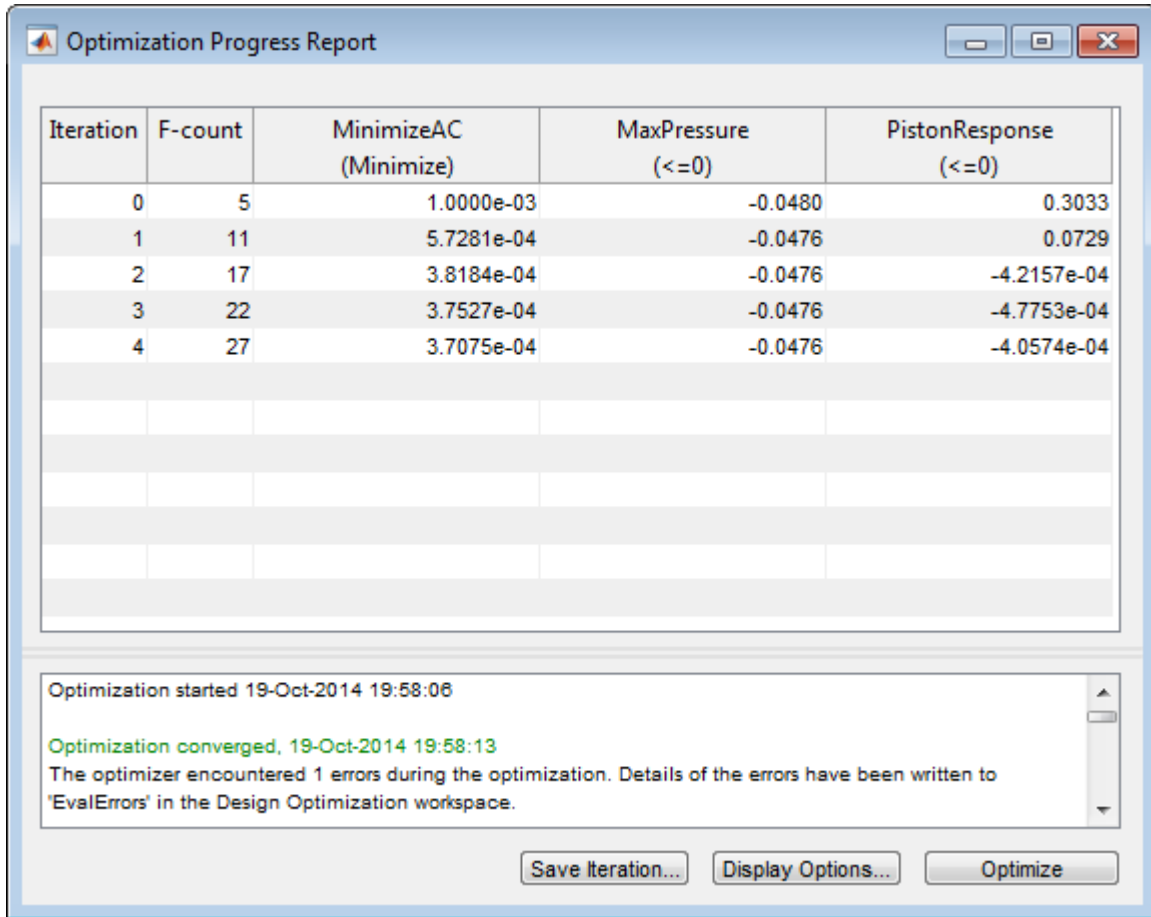 Optimization Progress Report
Iteration F-count MinimizeAC MaxPressure PistonResponse
(Minimize) (<=0) (<=0)
0 5 1.0000e-03 -0.0480 0.3033
1 11 5.7281e-04 -0.0476 0.0729
2 17 3.8184e-04 -0.0476 -4.2157e-04
3 22 3.7527e-04 -0.0476 -4.7753e-04
4 27 3.7075e-04 -0.0476 -4.0574e-04
Optimization started 19-Oct-2014 19:58:06
Optimization converged, 19-Oct-2014 19:58:13
The optimizer encountered 1 errors during the optimization. Details of the errors have been written to
'EvalErrors' in the Design Optimization workspace.
Save Iteration... Display Options... Optimize